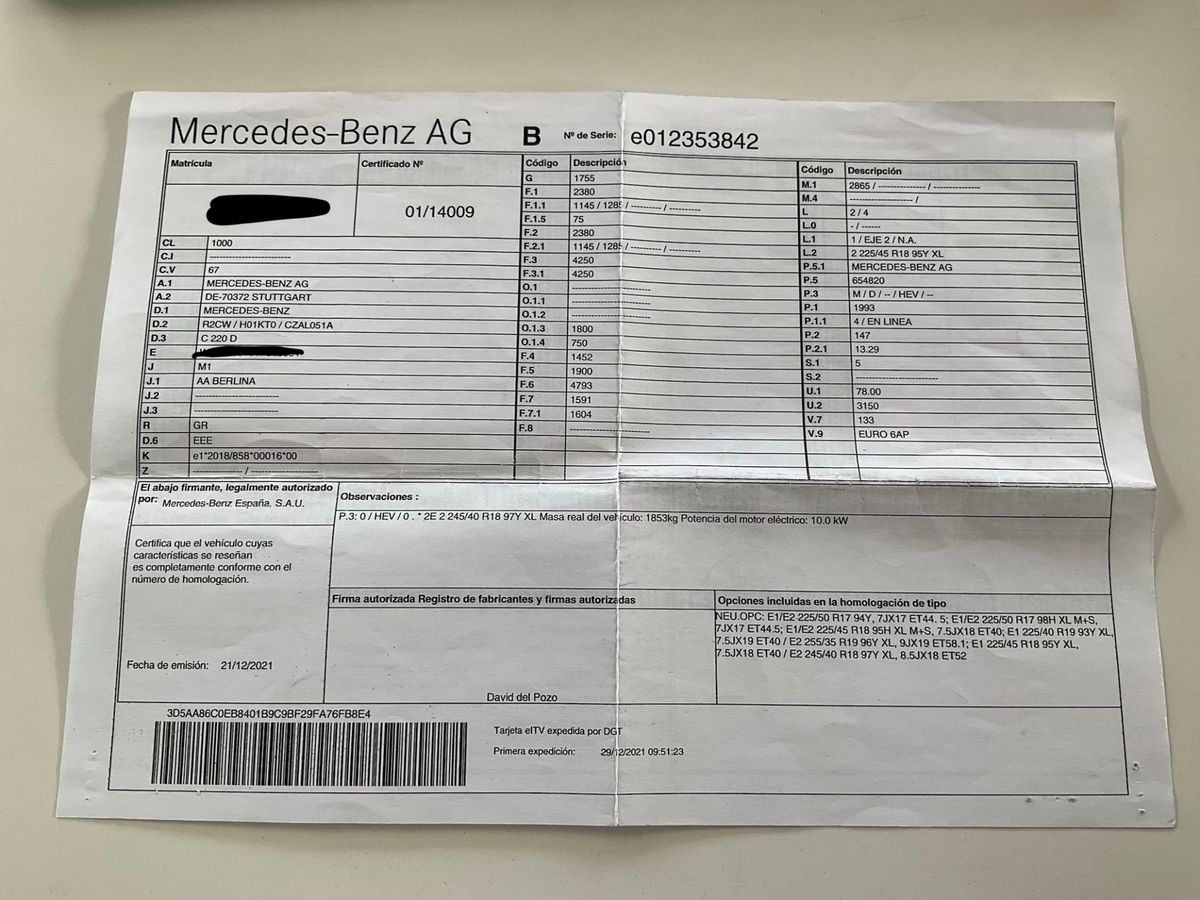 Mercedes-Benz AG B Nº de Serie: e012353842
Matrícula Certificado Nº
01/14009
CL 1000
C.I --------------------
C.V 67
A.1 MERCEDES-BENZ AG
A.2 DE-70372 STUTTGART
D.1 MERCEDES-BENZ
D.2 R2CW / H01KT0 / CZAL051A
D.3 C 220 D
E
J M1
J.1 AA BERLINA
J.2 --------------------
J.3 --------------------
R GR
D.6 EEE
K e1*2018/858*00016*00
Z ------------ / ----------------
Código Descripción
G 1755
F.1 2380
F.1.1 1145 / 1285 / --------- / ---------
F.1.5 75
F.2 2380
F.2.1 1145 / 1285 / --------- / ---------
F.3 4250
F.3.1 4250
O.1 --------------------
O.1.1 --------------------
O.1.2 --------------------
O.1.3 1800
O.1.4 750
F.4 1452
F.5 1900
F.6 4793
F.7 1591
F.7.1 1604
F.8 --------------------
Código Descripción
M.1 2865 / -------------- / --------------
M.4 ------------------- /
L 2 / 4
L.0 - / ------
L.1 1 / EJE 2 / N.A.
L.2 2 225/45 R18 95Y XL
P.5.1 MERCEDES-BENZ AG
P.5 654820
P.3 M / D / -- / HEV / --
P.1 1993
P.1.1 4 / EN LINEA
P.2 147
P.2.1 13.29
S.1 5
S.2 --------------------
U.1 78.00
U.2 3150
V.7 133
V.9 EURO 6AP
El abajo firmante, legalmente autorizado
por: Mercedes-Benz España, S.A.U.
Certifica que el vehículo cuyas
características se reseñan
es completamente conforme con el
número de homologación.
Fecha de emisión: 21/12/2021
Observaciones :
P.3: 0 / HEV / 0 . * 2E 2 245/40 R18 97Y XL Masa real del vehículo: 1853kg Potencia del motor eléctrico: 10.0 kW
Firma autorizada Registro de fabricantes y firmas autorizadas
David del Pozo
Opciones incluidas en la homologación de tipo
NEU.OPC: E1/E2 225/50 R17 94Y, 7JX17 ET44. 5; E1/E2 225/50 R17 98H XL M+S,
7JX17 ET44.5; E1/E2 225/45 R18 95H XL M+S, 7.5JX18 ET40; E1 225/40 R19 93Y XL,
7.5JX19 ET40 / E2 255/35 R19 96Y XL, 9JX19 ET58.1; E1 225/45 R18 95Y XL,
7.5JX18 ET40 / E2 245/40 R18 97Y XL, 8.5JX18 ET52
3D5AA86C0EB8401B9C9BF29FA76FB8E4
Tarjeta eITV expedida por DGT
Primera expedición: 29/12/2021 09:51:23